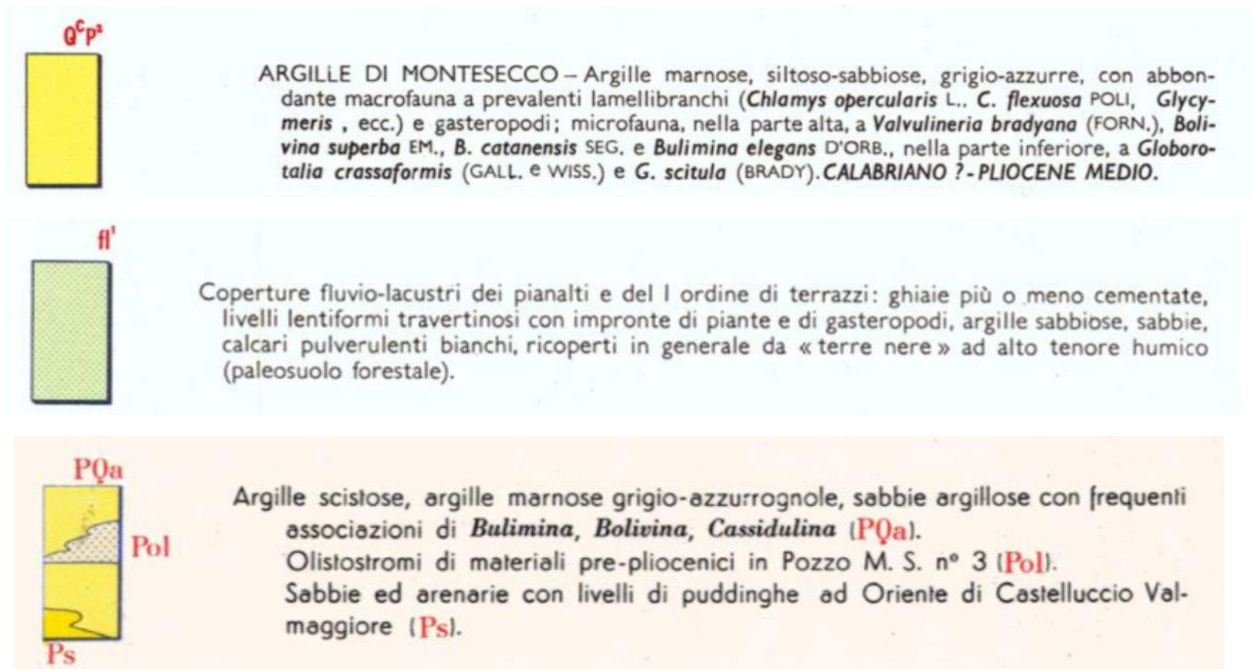 Qᶜp²
ARGILLE DI MONTESECCO – Argille marnose, siltoso-sabbiose, grigio-azzurre, con abbon-
dante macrofauna a prevalenti lamellibranchi (Chlamys opercularis L.. C. flexuosa POLI, Glycy-
meris , ecc.) e gasteropodi; microfauna, nella parte alta, a Valvulineria bradyana (FORN.), Boli-
vina superba EM., B. catanensis SEG. e Bulimina elegans D'ORB., nella parte inferiore, a Globoro-
talia crassaformis (GALL. e WISS.) e G. scitula (BRADY). CALABRIANO ? - PLIOCENE MEDIO.
fl¹
Coperture fluvio-lacustri dei pianalti e del I ordine di terrazzi: ghiaie più o meno cementate,
livelli lentiformi travertinosi con impronte di piante e di gasteropodi, argille sabbiose, sabbie,
calcari pulverulenti bianchi, ricoperti in generale da « terre nere » ad alto tenore humico
(paleosuolo forestale).
PQa
Pol
Ps
Argille scistose, argille marnose grigio-azzurrognole, sabbie argillose con frequenti
associazioni di Bulimina, Bolivina, Cassidulina (PQa).
Olistostromi di materiali pre-pliocenici in Pozzo M. S. n° 3 (Pol).
Sabbie ed arenarie con livelli di puddinghe ad Oriente di Castelluccio Val-
maggiore (Ps).